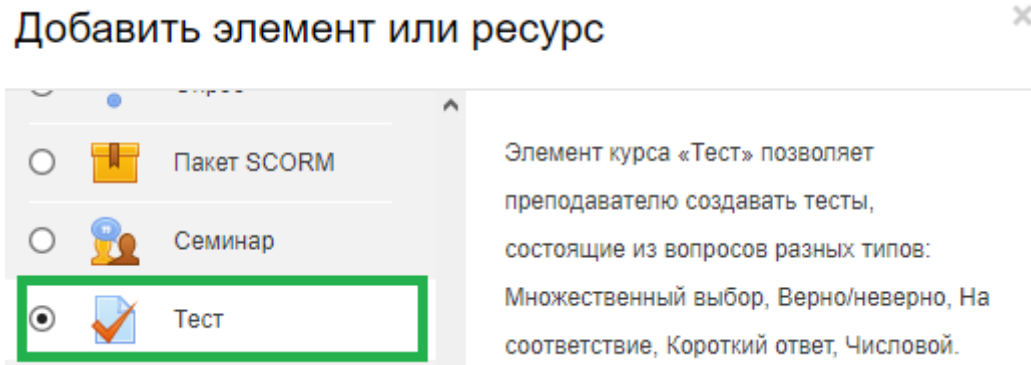 Добавить элемент или ресурс
Пакет SCORM
Семинар
Тест
Элемент курса «Тест» позволяет
преподавателю создавать тесты,
состоящие из вопросов разных типов:
Множественный выбор, Верно/неверно, На
соответствие, Короткий ответ, Числовой.